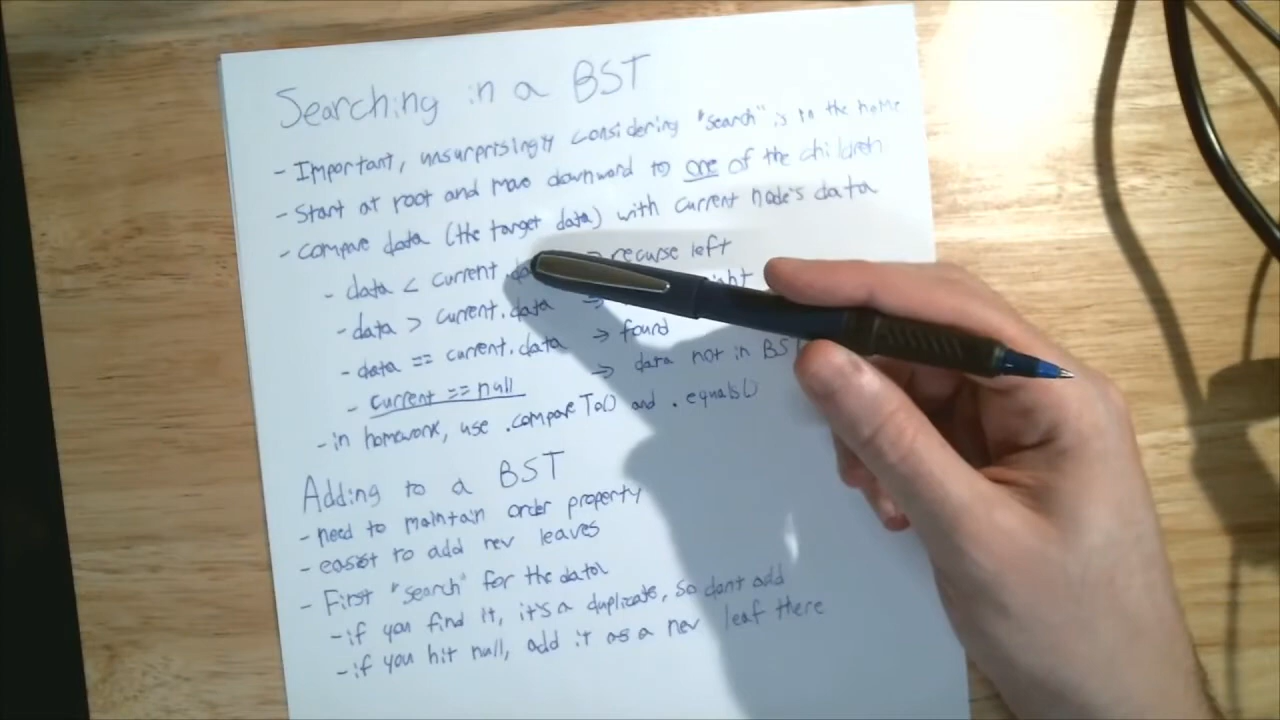 Searching in a BST
- Important, unsurprisingly considering "search" is in the name
- Start at root and move downward to one of the children
- compare data (the target data) with current node's data
- data < current → recurse left
- data > current.data →
- data == current.data → found
- current == null → data not in BST
- in homework, use .compareTo() and .equals()
Adding to a BST
- need to maintain order property
- easiest to add new leaves
- First "search" for the data
- if you find it, it's a duplicate, so dont add
- if you hit null, add it as a new leaf there